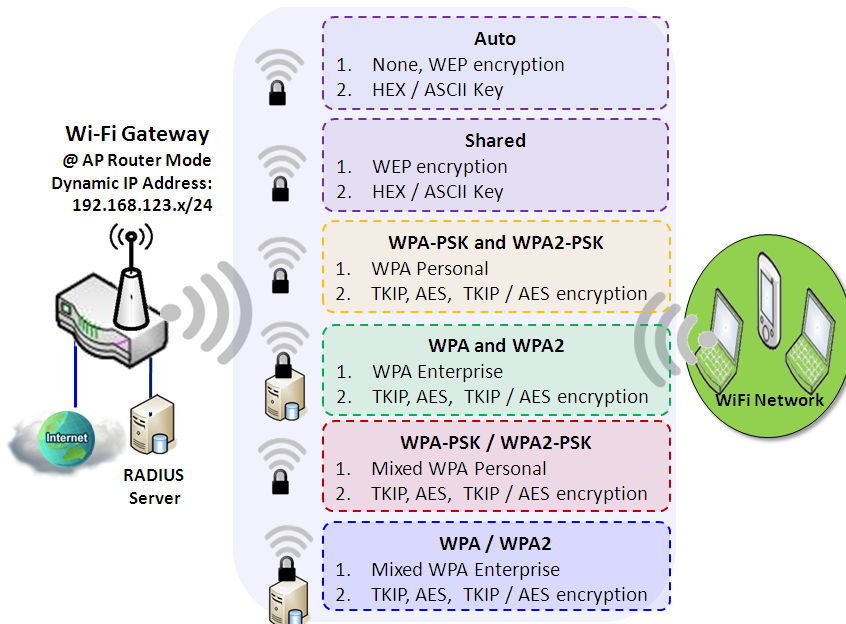 Wi-Fi Gateway
@ AP Router Mode
Dynamic IP Address:
192.168.123.x/24
Internet
RADIUS
Server
Auto
1. None, WEP encryption
2. HEX / ASCII Key
Shared
1. WEP encryption
2. HEX / ASCII Key
WPA-PSK and WPA2-PSK
1. WPA Personal
2. TKIP, AES, TKIP / AES encryption
WPA and WPA2
1. WPA Enterprise
2. TKIP, AES, TKIP / AES encryption
WPA-PSK / WPA2-PSK
1. Mixed WPA Personal
2. TKIP, AES, TKIP / AES encryption
WPA / WPA2
1. Mixed WPA Enterprise
2. TKIP, AES, TKIP / AES encryption
WiFi Network